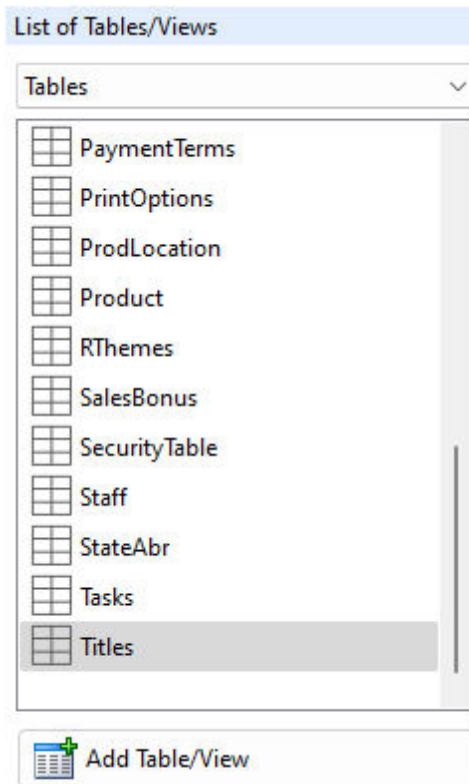 List of Tables/Views
Tables
PaymentTerms
PrintOptions
ProdLocation
Product
RThemes
SalesBonus
SecurityTable
Staff
StateAbr
Tasks
Titles
Add Table/View